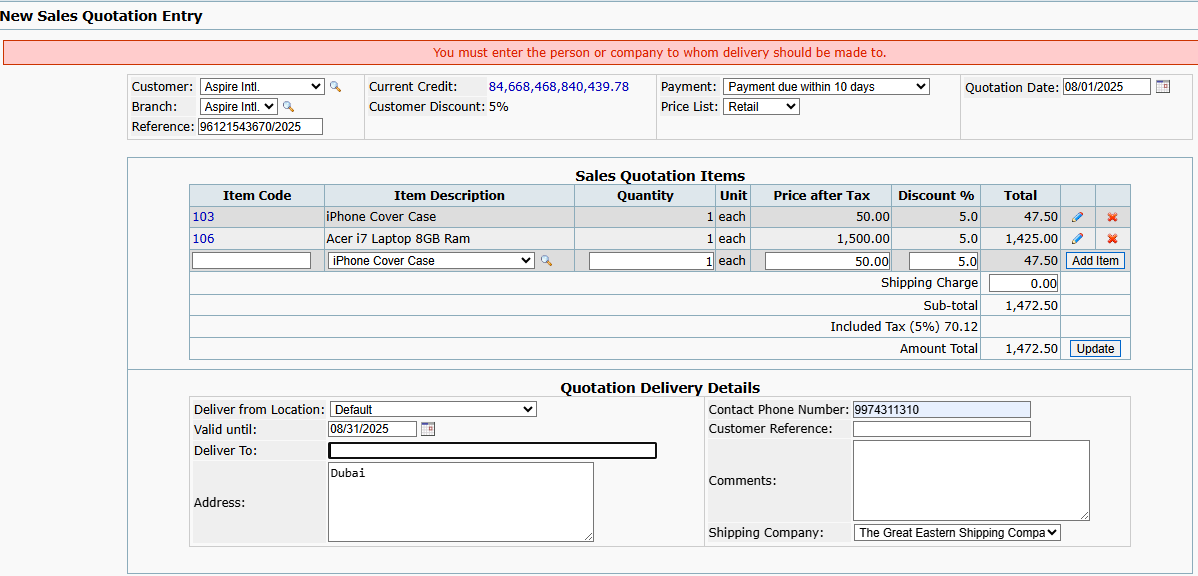 New Sales Quotation Entry
You must enter the person or company to whom delivery should be made to.
Customer: Aspire Intl. Current Credit: 84,668,468,840,439.78 Payment: Payment due within 10 days Quotation Date: 08/01/2025
Branch: Aspire Intl. Customer Discount: 5% Price List: Retail
Reference: 96121543670/2025
Sales Quotation Items
Item Code Item Description Quantity Unit Price after Tax Discount % Total
103 iPhone Cover Case 1 each 50.00 5.0 47.50
106 Acer i7 Laptop 8GB Ram 1 each 1,500.00 5.0 1,425.00
iPhone Cover Case 1 each 50.00 5.0 47.50 Add Item
Shipping Charge 0.00
Sub-total 1,472.50
Included Tax (5%) 70.12
Amount Total 1,472.50 Update
Quotation Delivery Details
Deliver from Location: Default Contact Phone Number: 9974311310
Valid until: 08/31/2025 Customer Reference:
Deliver To:
Address: Dubai
Comments:
Shipping Company: The Great Eastern Shipping Compa